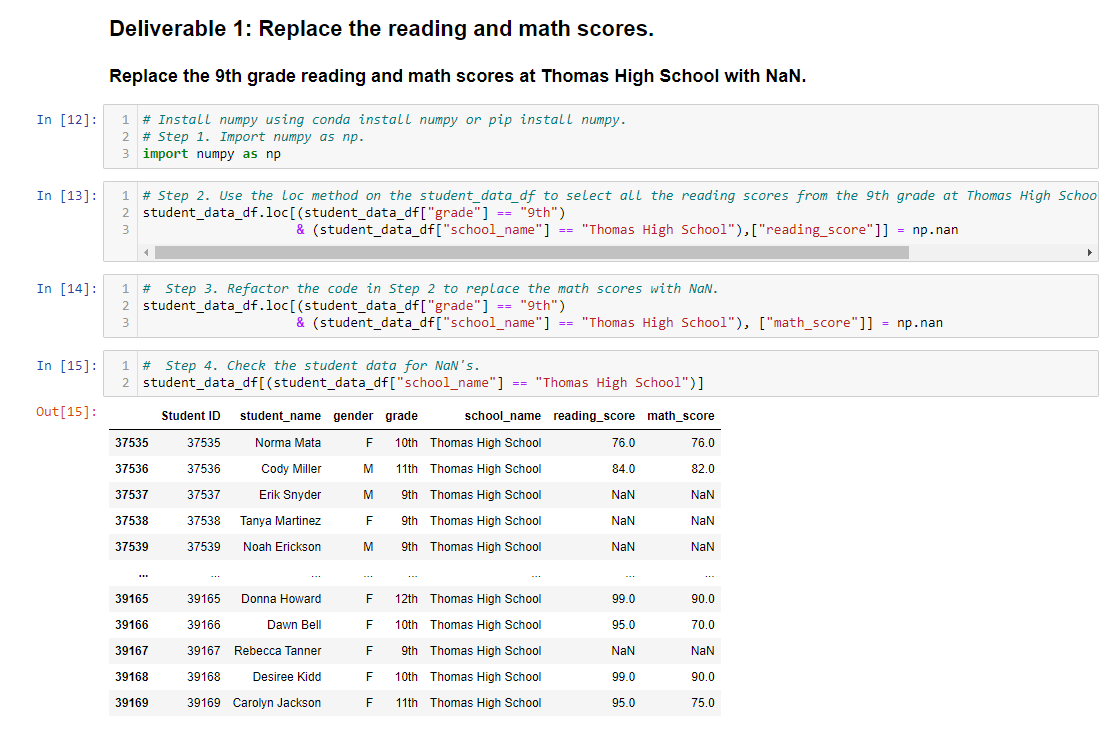 Deliverable 1: Replace the reading and math scores.
Replace the 9th grade reading and math scores at Thomas High School with NaN.
In [12]:
1 # Install numpy using conda install numpy or pip install numpy.
2 # Step 1. Import numpy as np.
3 import numpy as np
In [13]:
1 # Step 2. Use the loc method on the student_data_df to select all the reading scores from the 9th grade at Thomas High Schoo
2 student_data_df.loc[(student_data_df["grade"] == "9th")
3 & (student_data_df["school_name"] == "Thomas High School"),["reading_score"]] = np.nan
In [14]:
1 #  Step 3. Refactor the code in Step 2 to replace the math scores with NaN.
2 student_data_df.loc[(student_data_df["grade"] == "9th")
3 & (student_data_df["school_name"] == "Thomas High School"), ["math_score"]] = np.nan
In [15]:
1 #  Step 4. Check the student data for NaN's.
2 student_data_df[(student_data_df["school_name"] == "Thomas High School")]
Out[15]:
Student ID student_name gender grade school_name reading_score math_score
37535 37535 Norma Mata F 10th Thomas High School 76.0 76.0
37536 37536 Cody Miller M 11th Thomas High School 84.0 82.0
37537 37537 Erik Snyder M 9th Thomas High School NaN NaN
37538 37538 Tanya Martinez F 9th Thomas High School NaN NaN
37539 37539 Noah Erickson M 9th Thomas High School NaN NaN
... ... ... ... ... ... ... ...
39165 39165 Donna Howard F 12th Thomas High School 99.0 90.0
39166 39166 Dawn Bell F 10th Thomas High School 95.0 70.0
39167 39167 Rebecca Tanner F 9th Thomas High School NaN NaN
39168 39168 Desiree Kidd F 10th Thomas High School 99.0 90.0
39169 39169 Carolyn Jackson F 11th Thomas High School 95.0 75.0